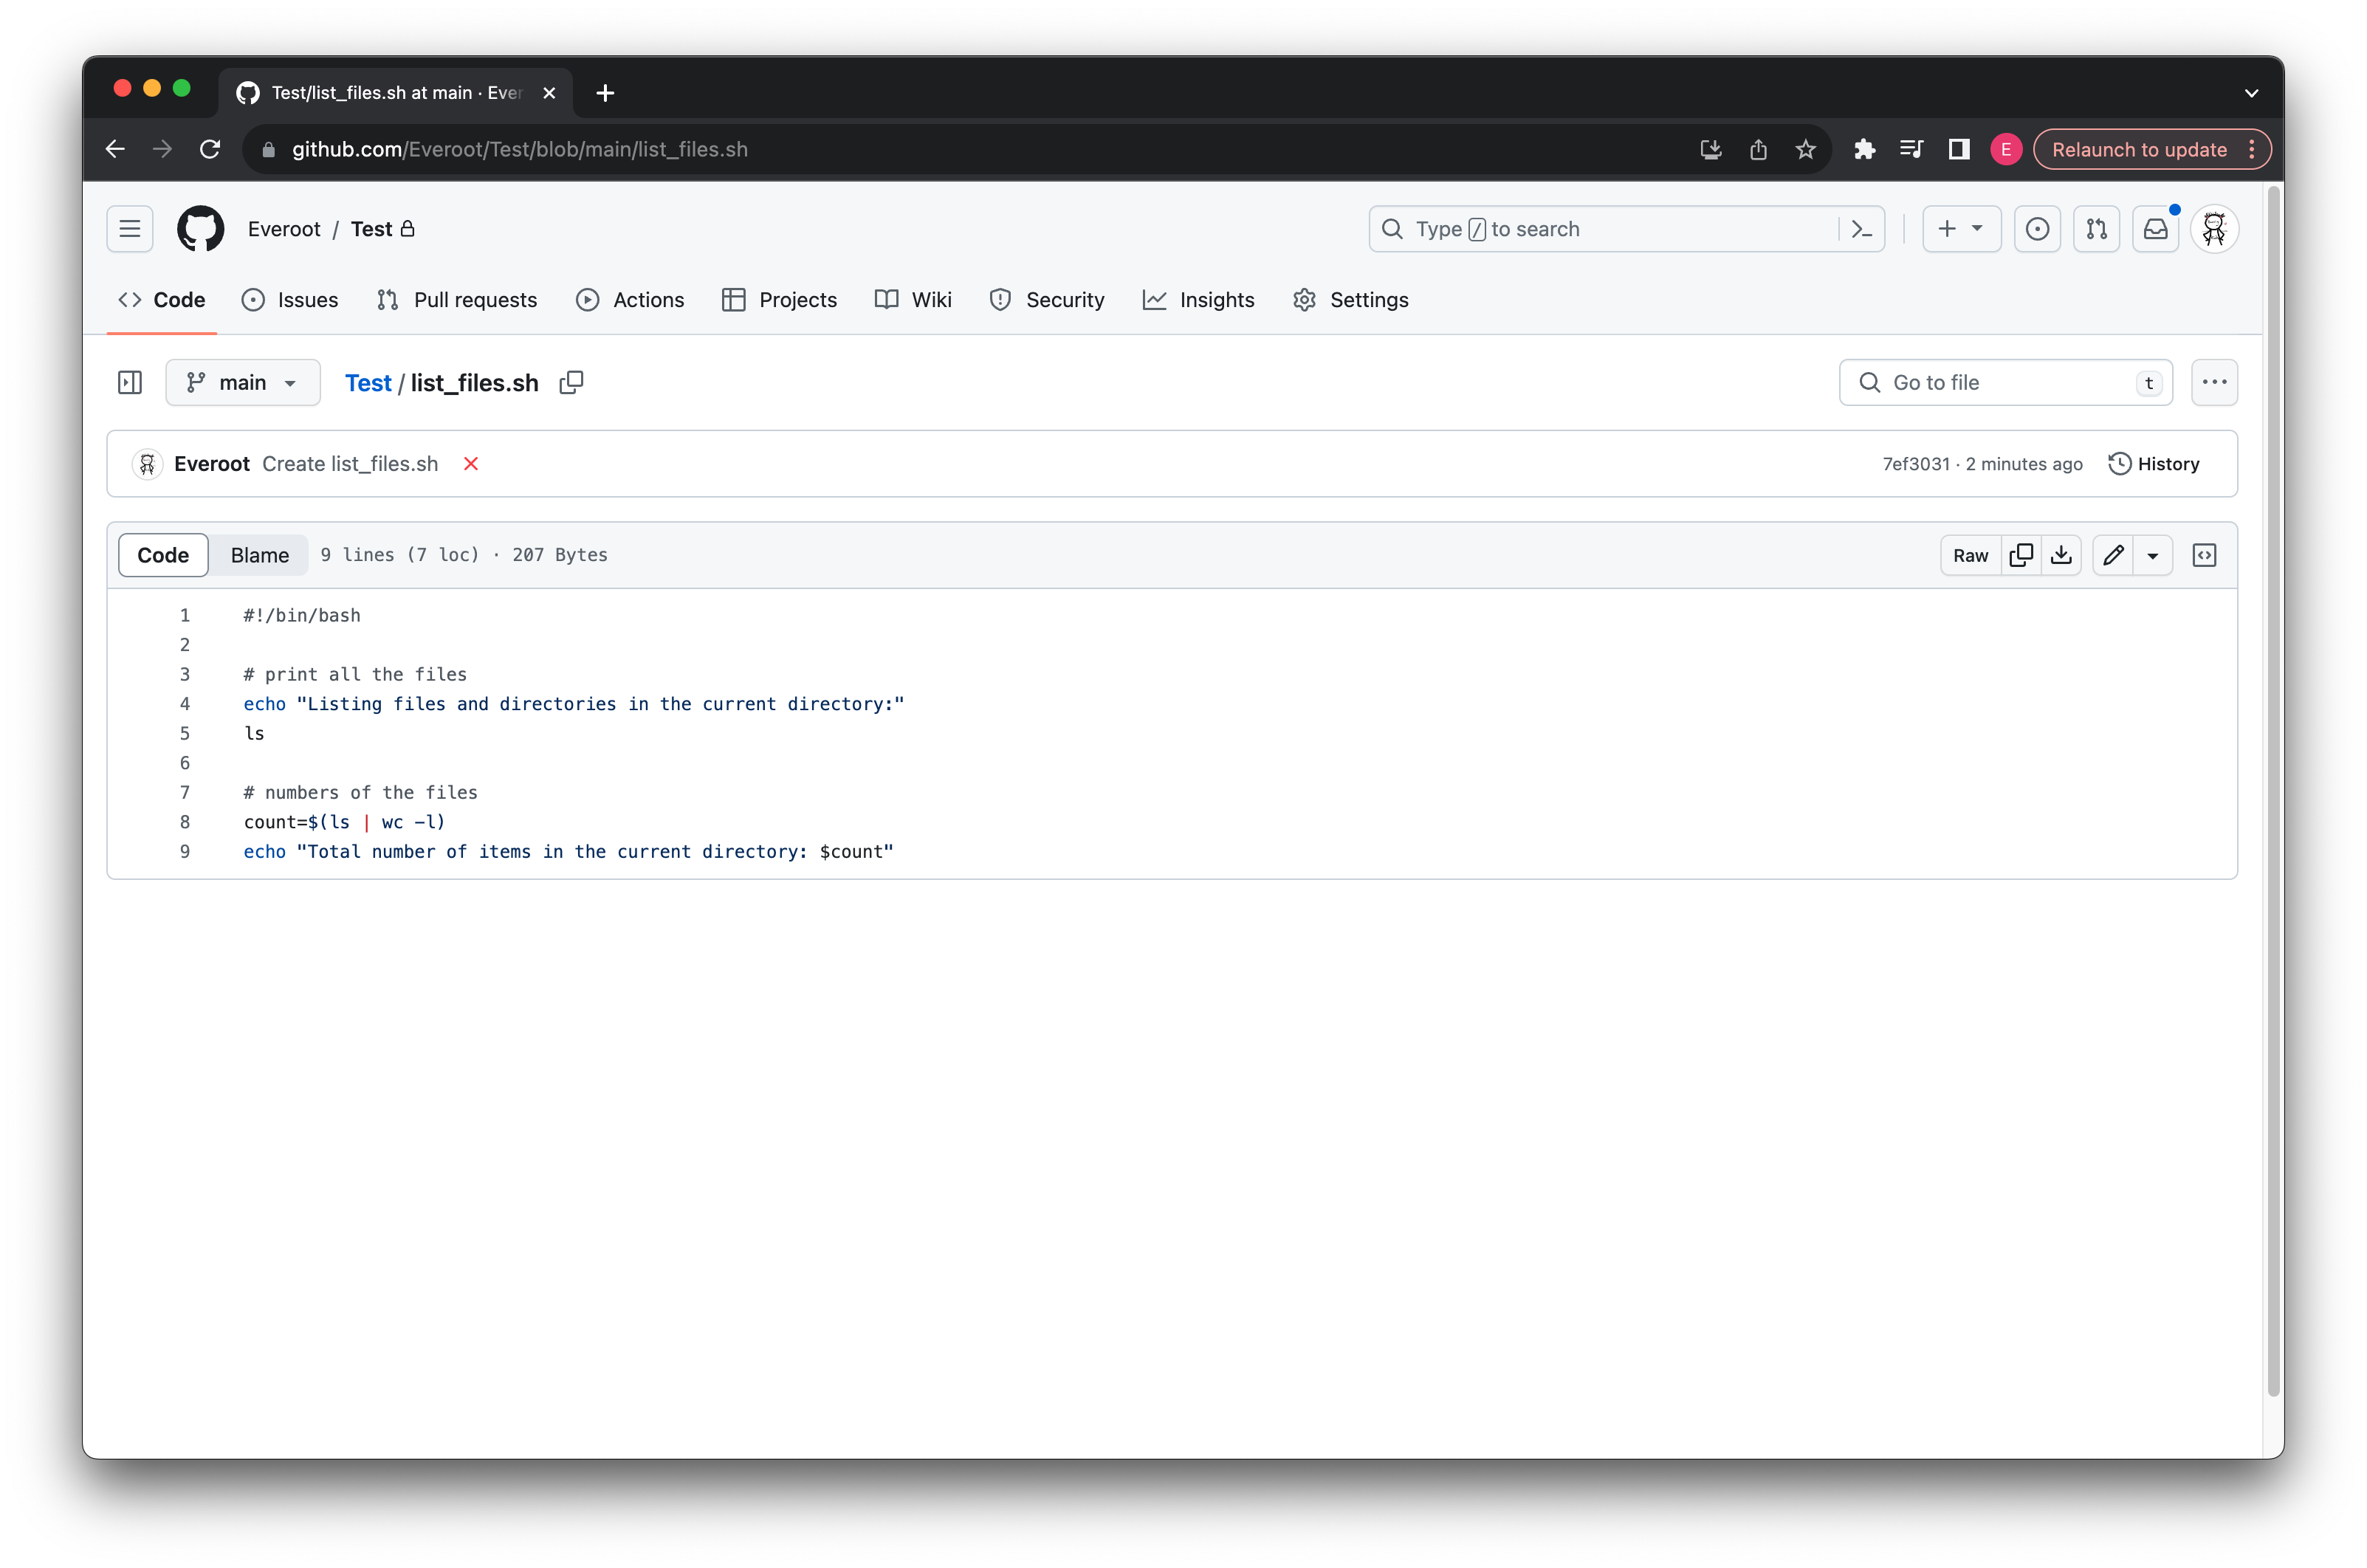 Test/list_files.sh at main · Ever
github.com/Everoot/Test/blob/main/list_files.sh
E
Relaunch to update
Everoot / Test
Type / to search
Code
Issues
Pull requests
Actions
Projects
Wiki
Security
Insights
Settings
main
Test / list_files.sh
Go to file
t
Everoot Create list_files.sh
7ef3031 · 2 minutes ago
History
Code
Blame
9 lines (7 loc) · 207 Bytes
Raw
1 #!/bin/bash
2
3 # print all the files
4 echo "Listing files and directories in the current directory:"
5 ls
6
7 # numbers of the files
8 count=$(ls | wc -l)
9 echo "Total number of items in the current directory: $count"